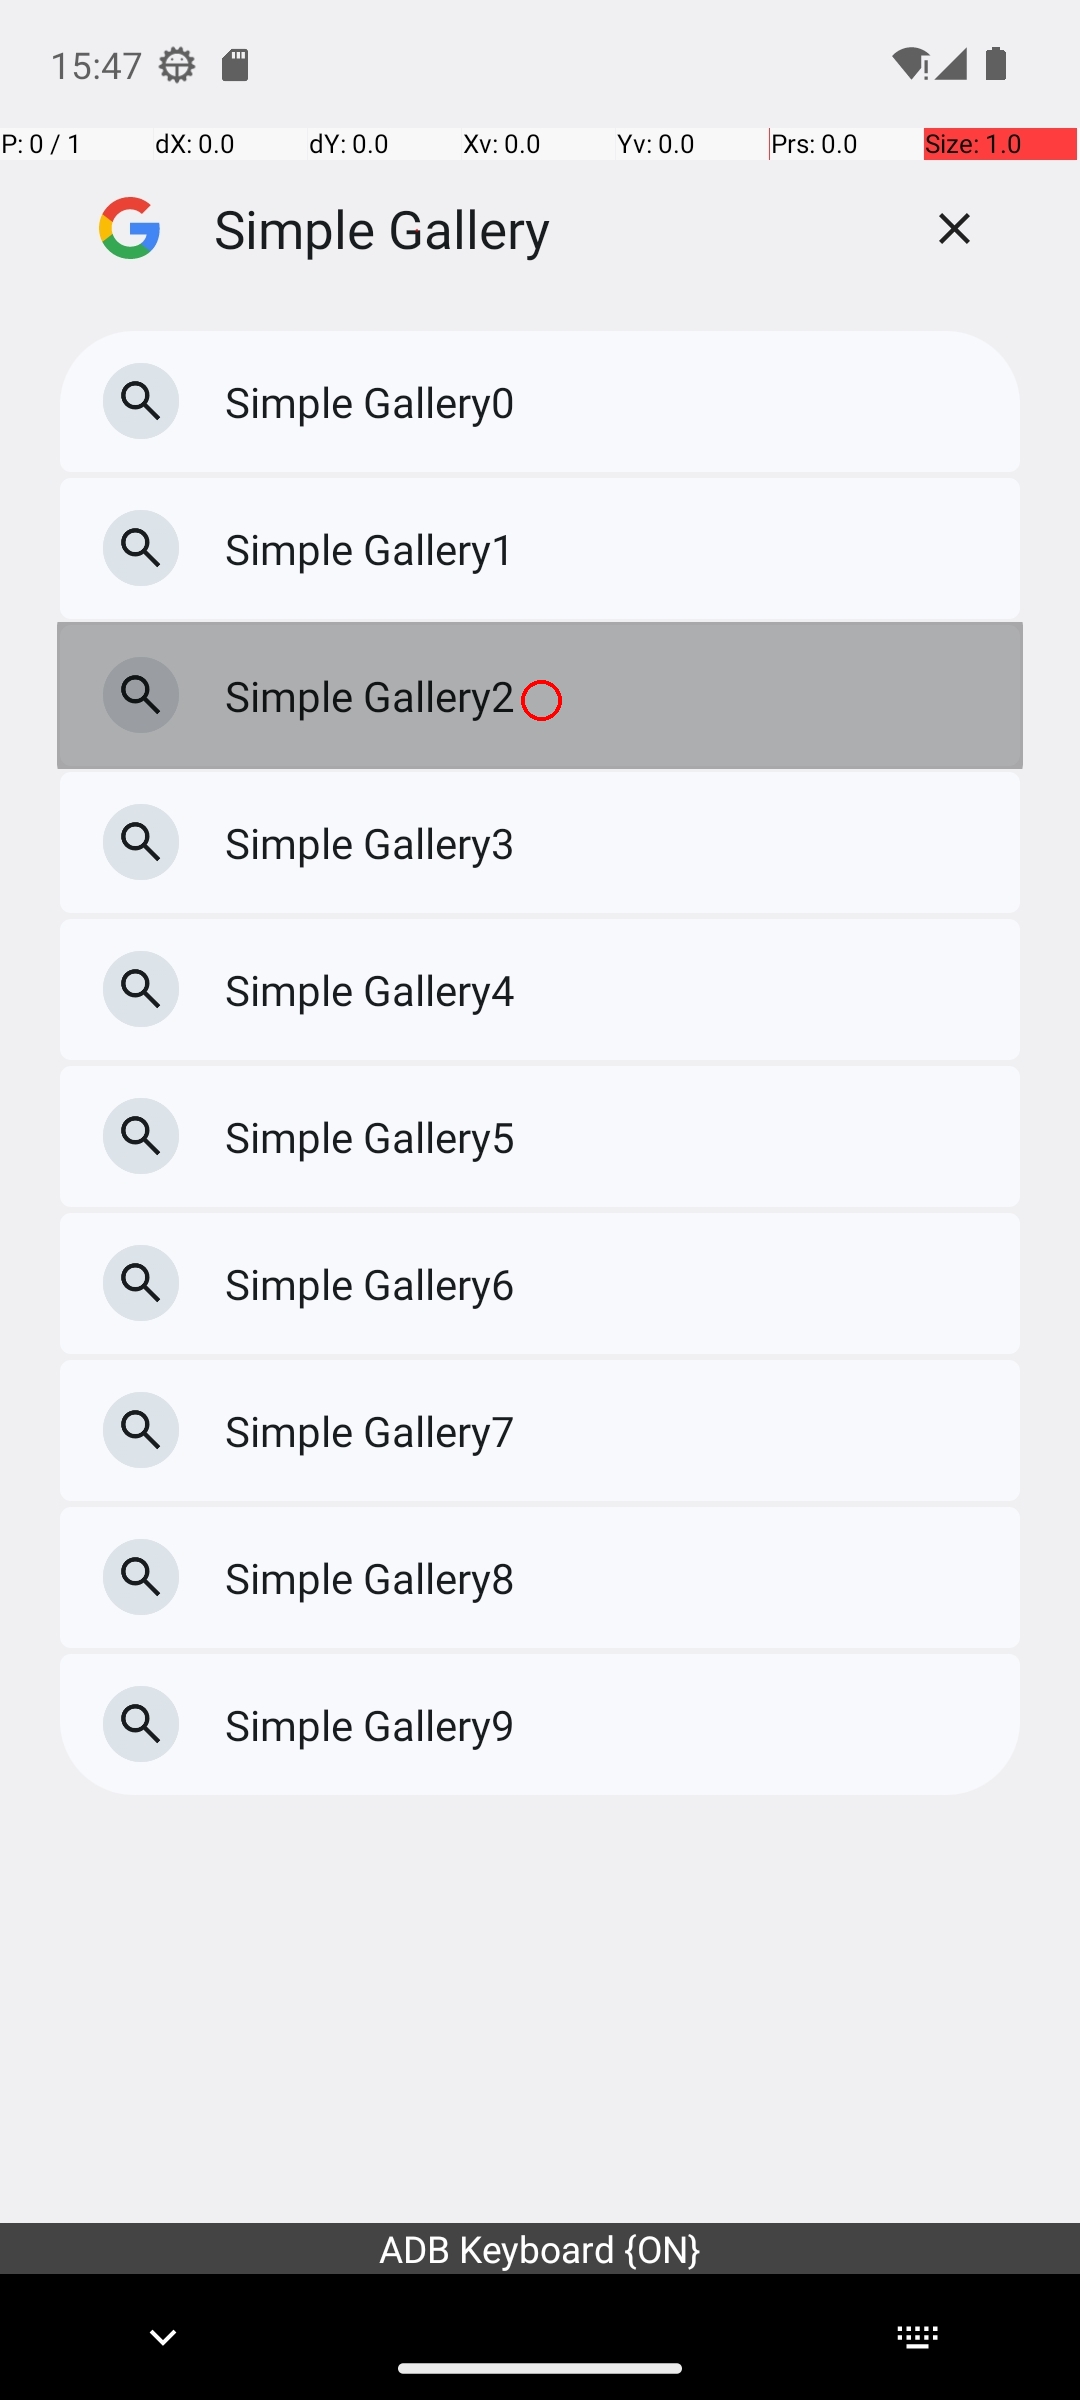 15:47
P: 0 / 1 dX: 0.0 dY: 0.0 Xv: 0.0 Yv: 0.0 Prs: 0.0 Size: 1.0
Simple Gallery
Simple Gallery0
Simple Gallery1
Simple Gallery2
Simple Gallery3
Simple Gallery4
Simple Gallery5
Simple Gallery6
Simple Gallery7
Simple Gallery8
Simple Gallery9
ADB Keyboard {ON}